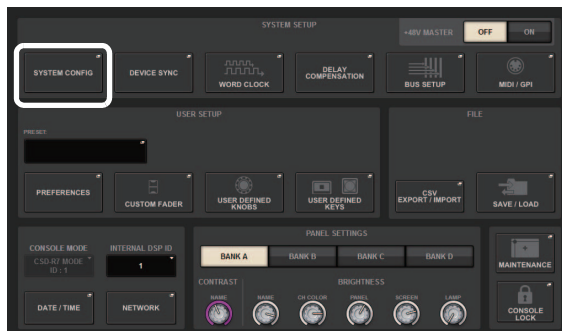 SYSTEM SETUP
+48V MASTER
OFF
ON
SYSTEM CONFIG
DEVICE SYNC
WORD CLOCK
DELAY
COMPENSATION
BUS SETUP
MIDI / GPI
USER SETUP
FILE
PRESET
PREFERENCES
CUSTOM FADER
USER DEFINED
KNOBS
USER DEFINED
KEYS
CSV
EXPORT / IMPORT
SAVE / LOAD
CONSOLE MODE
CSD-R7 MODE
ID : 1
INTERNAL DSP ID
1
PANEL SETTINGS
BANK A
BANK B
BANK C
BANK D
MAINTENANCE
CONTRAST
BRIGHTNESS
NAME
NAME
CH COLOR
PANEL
SCREEN
LAMP
DATE / TIME
NETWORK
CONSOLE
LOCK